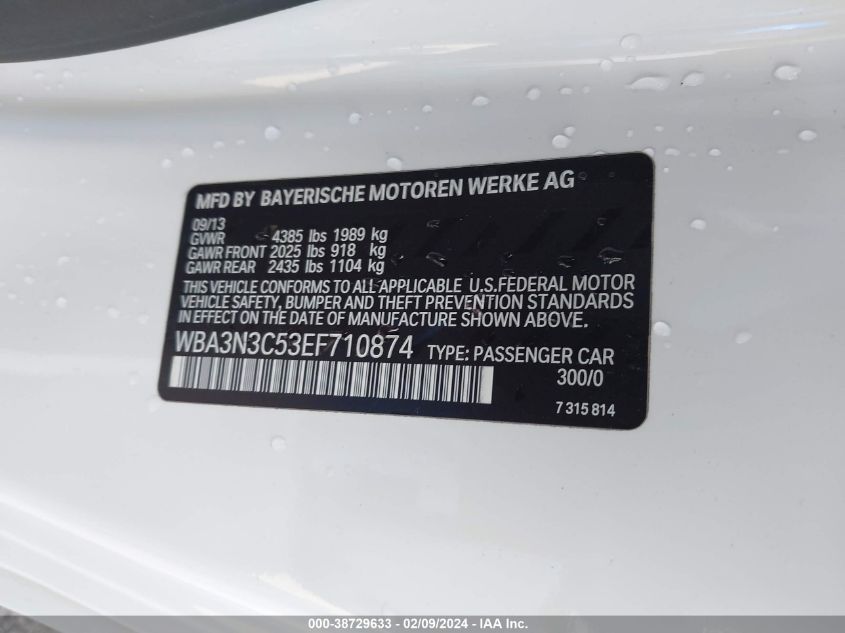 MFD BY BAYERISCHE MOTOREN WERKE AG
09/13
GVWR 4385 lbs 1989 kg
GAWR FRONT 2025 lbs 918 kg
GAWR REAR 2435 lbs 1104 kg
THIS VEHICLE CONFORMS TO ALL APPLICABLE U.S.FEDERAL MOTOR
VEHICLE SAFETY, BUMPER AND THEFT PREVENTION STANDARDS
IN EFFECT ON THE DATE OF MANUFACTURE SHOWN ABOVE.
WBA3N3C53EF710874 TYPE: PASSENGER CAR
300/0
7 315 814
000-38729633 - 02/09/2024 - IAA Inc.